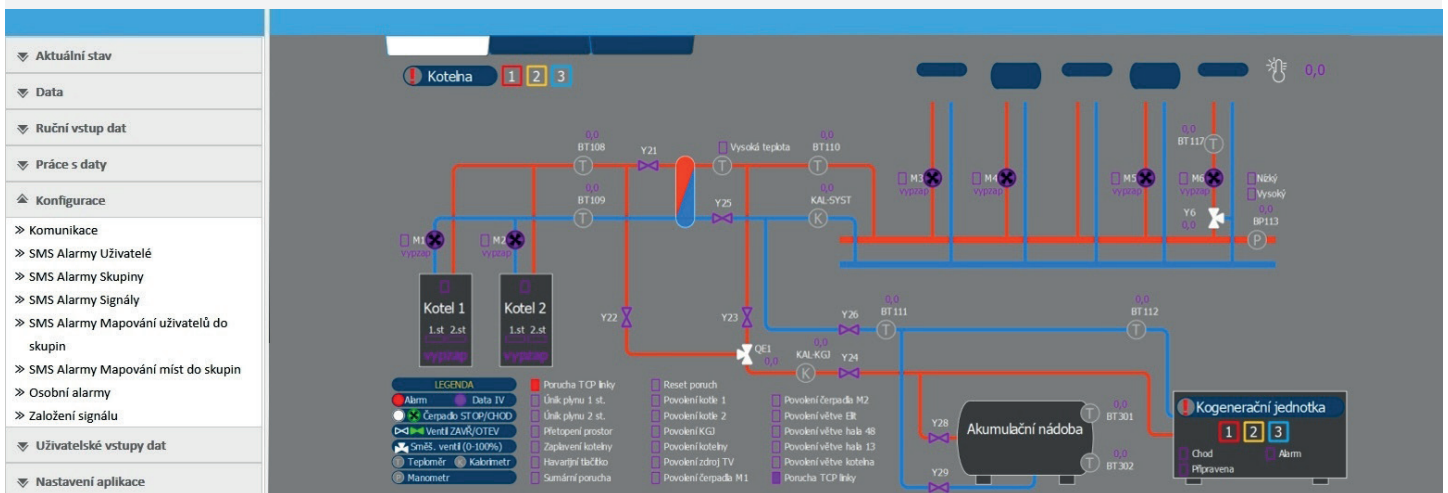 Aktuální stav
Data
Ruční vstup dat
Práce s daty
Konfigurace
» Komunikace
» SMS Alarmy Uživatelé
» SMS Alarmy Skupiny
» SMS Alarmy Signály
» SMS Alarmy Mapování uživatelů do
skupin
» SMS Alarmy Mapování míst do skupin
» Osobní alarmy
» Založení signálu
Uživatelské vstupy dat
Nastavení aplikace
! Kotelna 1 2 3
0,0
0,0
BT108
T
Y21
Vysoká teplota
T
0,0
BT110
T
0,0
BT109
T
Y25
0,0
KAL-SYST
K
M1
vypzap
M2
vypzap
M3
vypzap
M4
vypzap
M5
vypzap
M6
vypzap
0,0
BT117
T
Nízký
Vysoký
Y6
0,0
0,0
BP113
P
Kotel 1
1.st 2.st
vypzap
Kotel 2
1.st 2.st
vypzap
Y22
Y23
QE1
0,0
Y26
0,0
BT111
T
0,0
BT112
T
0,0
KAL-KGJ
K
Y24
LEGENDA
Alarm Data IV
Čerpadlo STOP/CHOD
Ventil ZAVŘ/OTEV
Směš. ventil (0-100%)
T Teploměr K Kalorimetr
P Manometr
Porucha TCP linky
Únik plynu 1 st.
Únik plynu 2 st.
Přetopení prostor
Zaplavení kotelny
Havarijní tlačítko
Sumární porucha
Reset poruch
Povolení kotle 1
Povolení kotle 2
Povolení KGJ
Povolení kotelny
Povolení zdroj TV
Povolení čerpadla M1
Povolení čerpadla M2
Povolení větve Elit
Povolení větve hala 48
Povolení větve hala 13
Povolení větve kotelna
Porucha TCP linky
Y28
Y29
Akumulační nádoba
T
0,0
BT301
T
0,0
BT302
! Kogenerační jednotka
1 2 3
Chod Alarm
Připravena